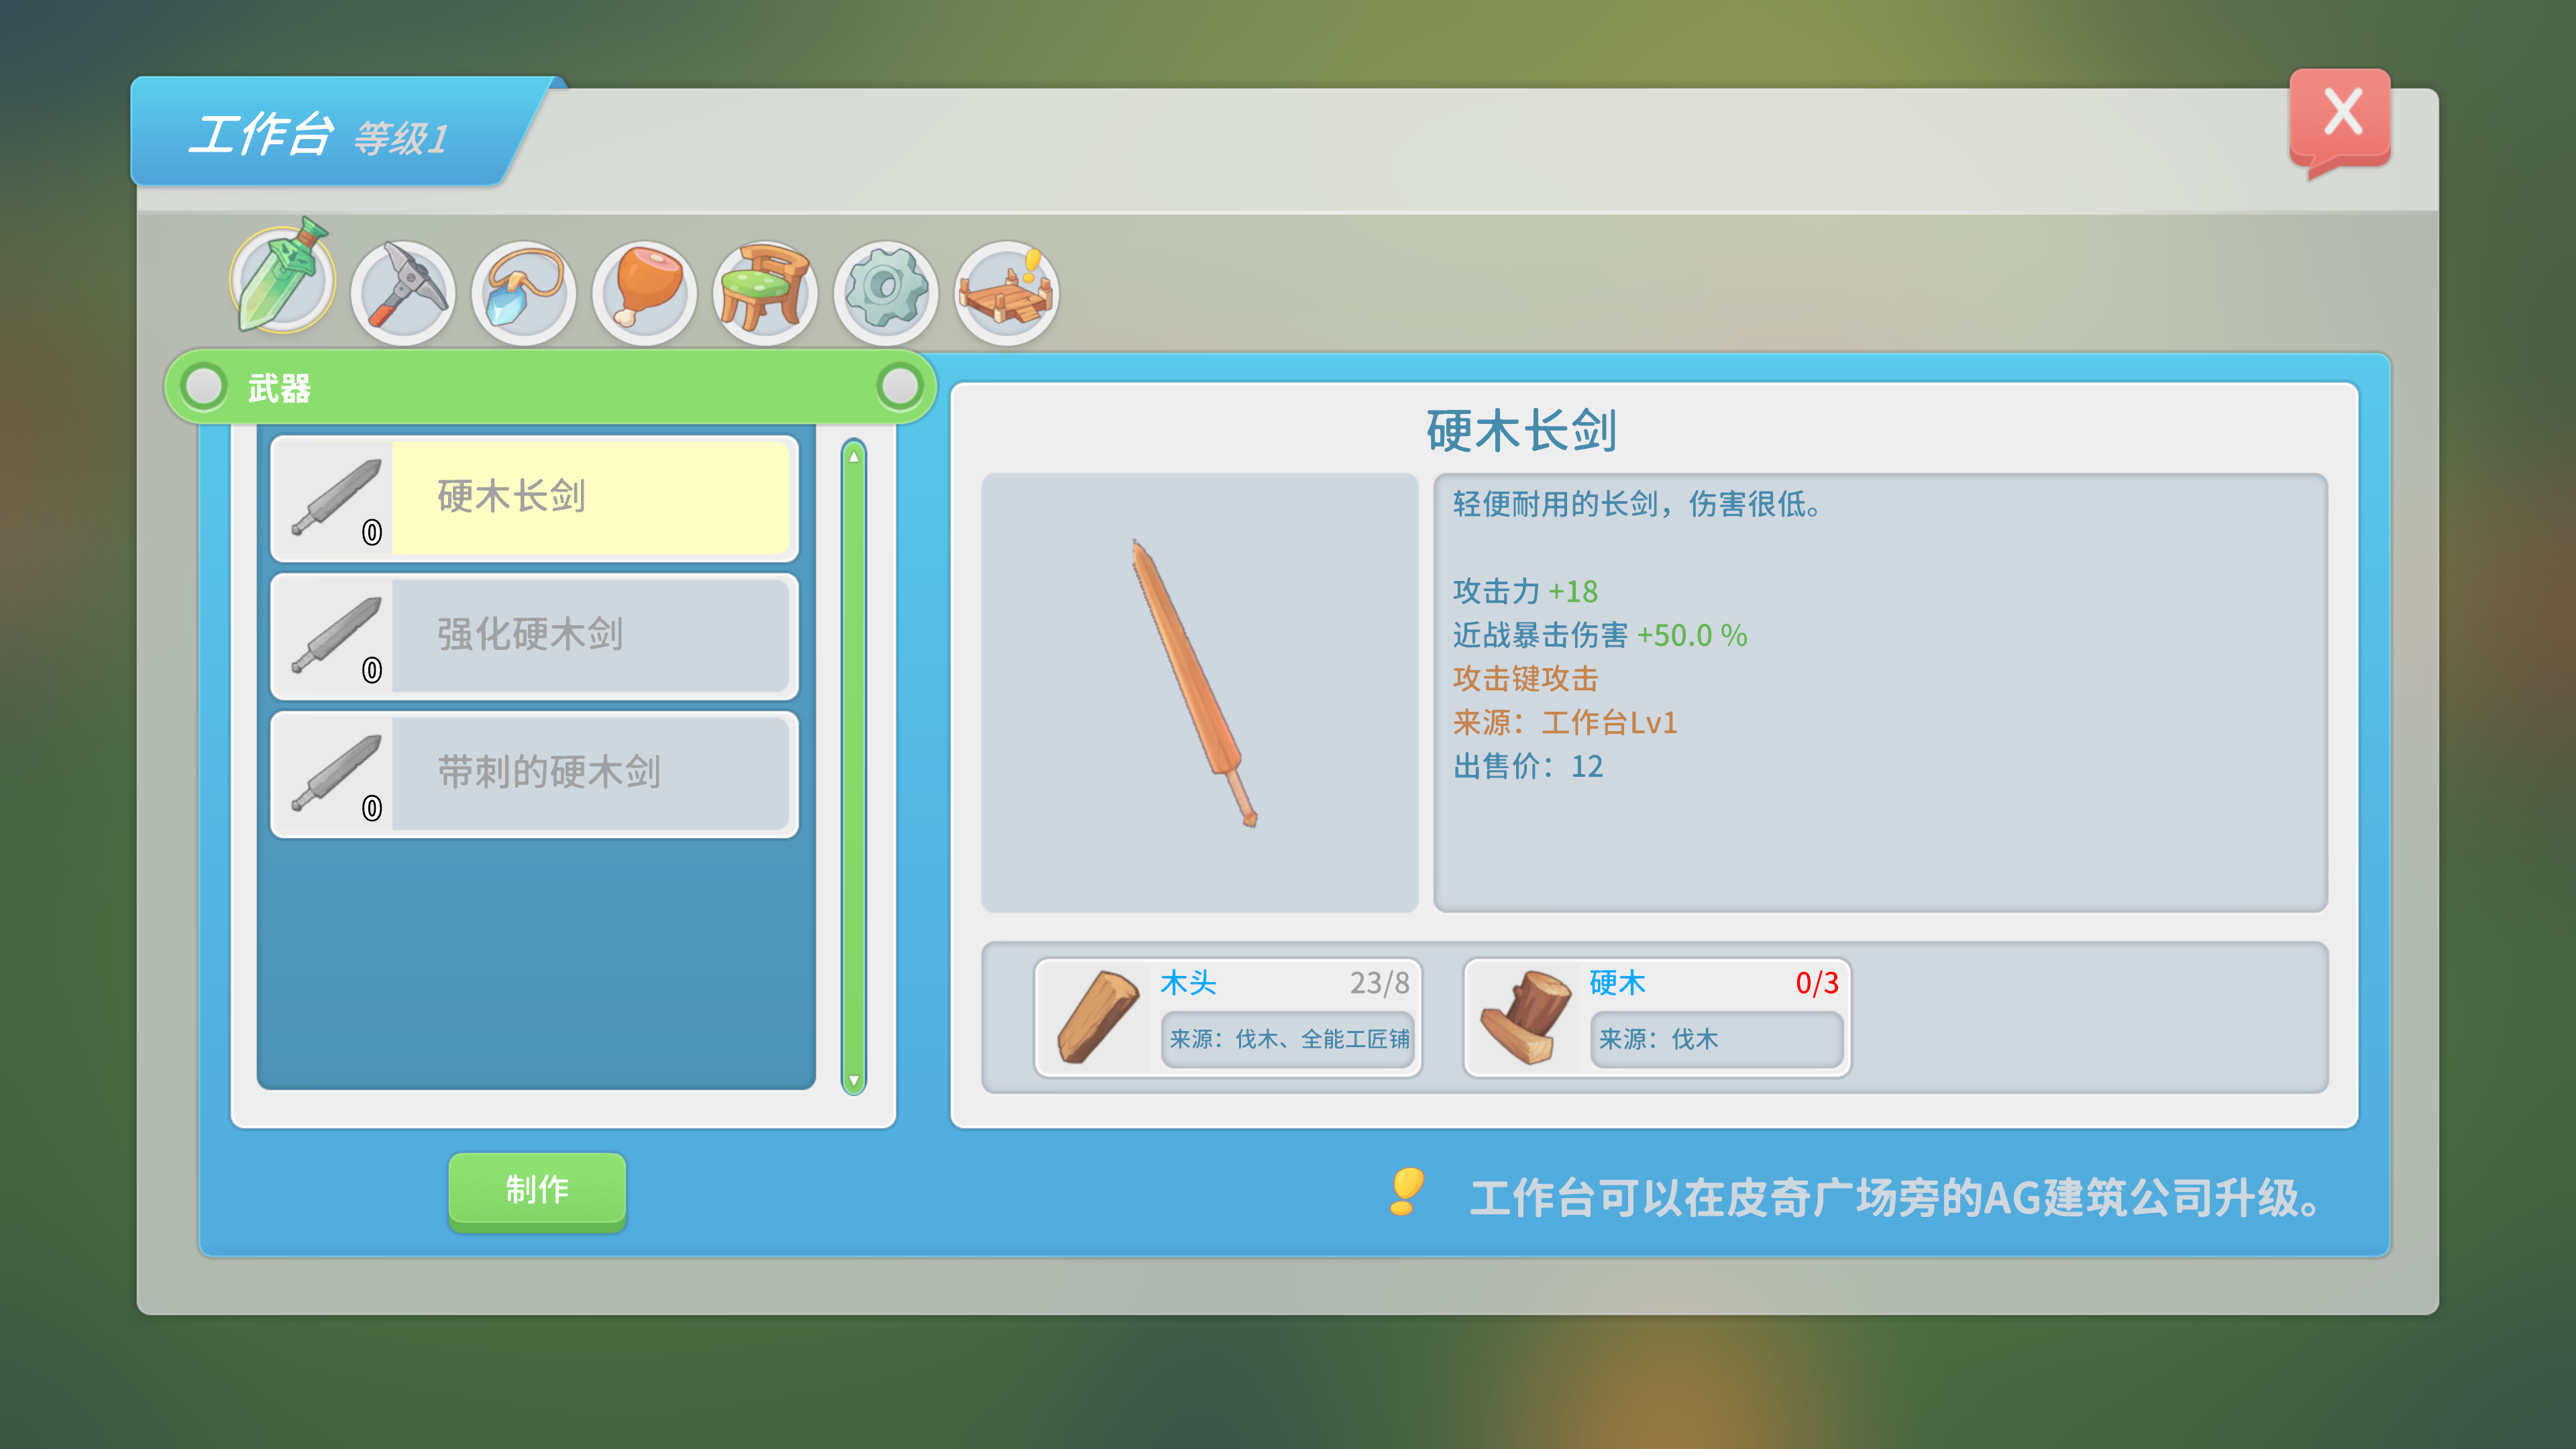 工作台 等级1
武器
硬木长剑
0
强化硬木剑
0
带刺的硬木剑
0
制作
硬木长剑
轻便耐用的长剑，伤害很低。
攻击力 +18
近战暴击伤害 +50.0 %
攻击键攻击
来源：工作台Lv1
出售价：12
木头 23/8
来源：伐木、全能工匠铺
硬木 0/3
来源：伐木
工作台可以在皮奇广场旁的AG建筑公司升级。